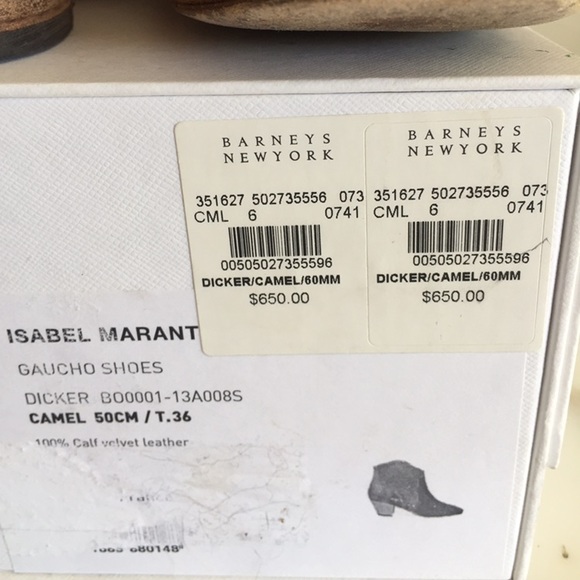 BARNEYS
NEWYORK
351627 502735556 073
CML 6 0741
00505027355596
DICKER/CAMEL/60MM
$650.00
BARNEYS
NEWYORK
351627 502735556 073
CML 6 0741
00505027355596
DICKER/CAMEL/60MM
$650.00
ISABEL MARANT
GAUCHO SHOES
DICKER BO0001-13A008S
CAMEL 50CM / T.36
100% Calf velvet leather